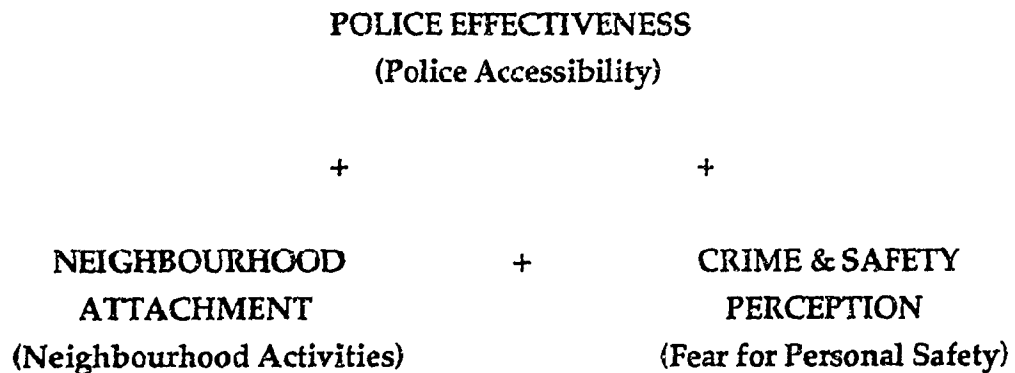 POLICE EFFECTIVENESS
(Police Accessibility)
+ +
NEIGHBOURHOOD + CRIME & SAFETY
ATTACHMENT PERCEPTION
(Neighbourhood Activities) (Fear for Personal Safety)